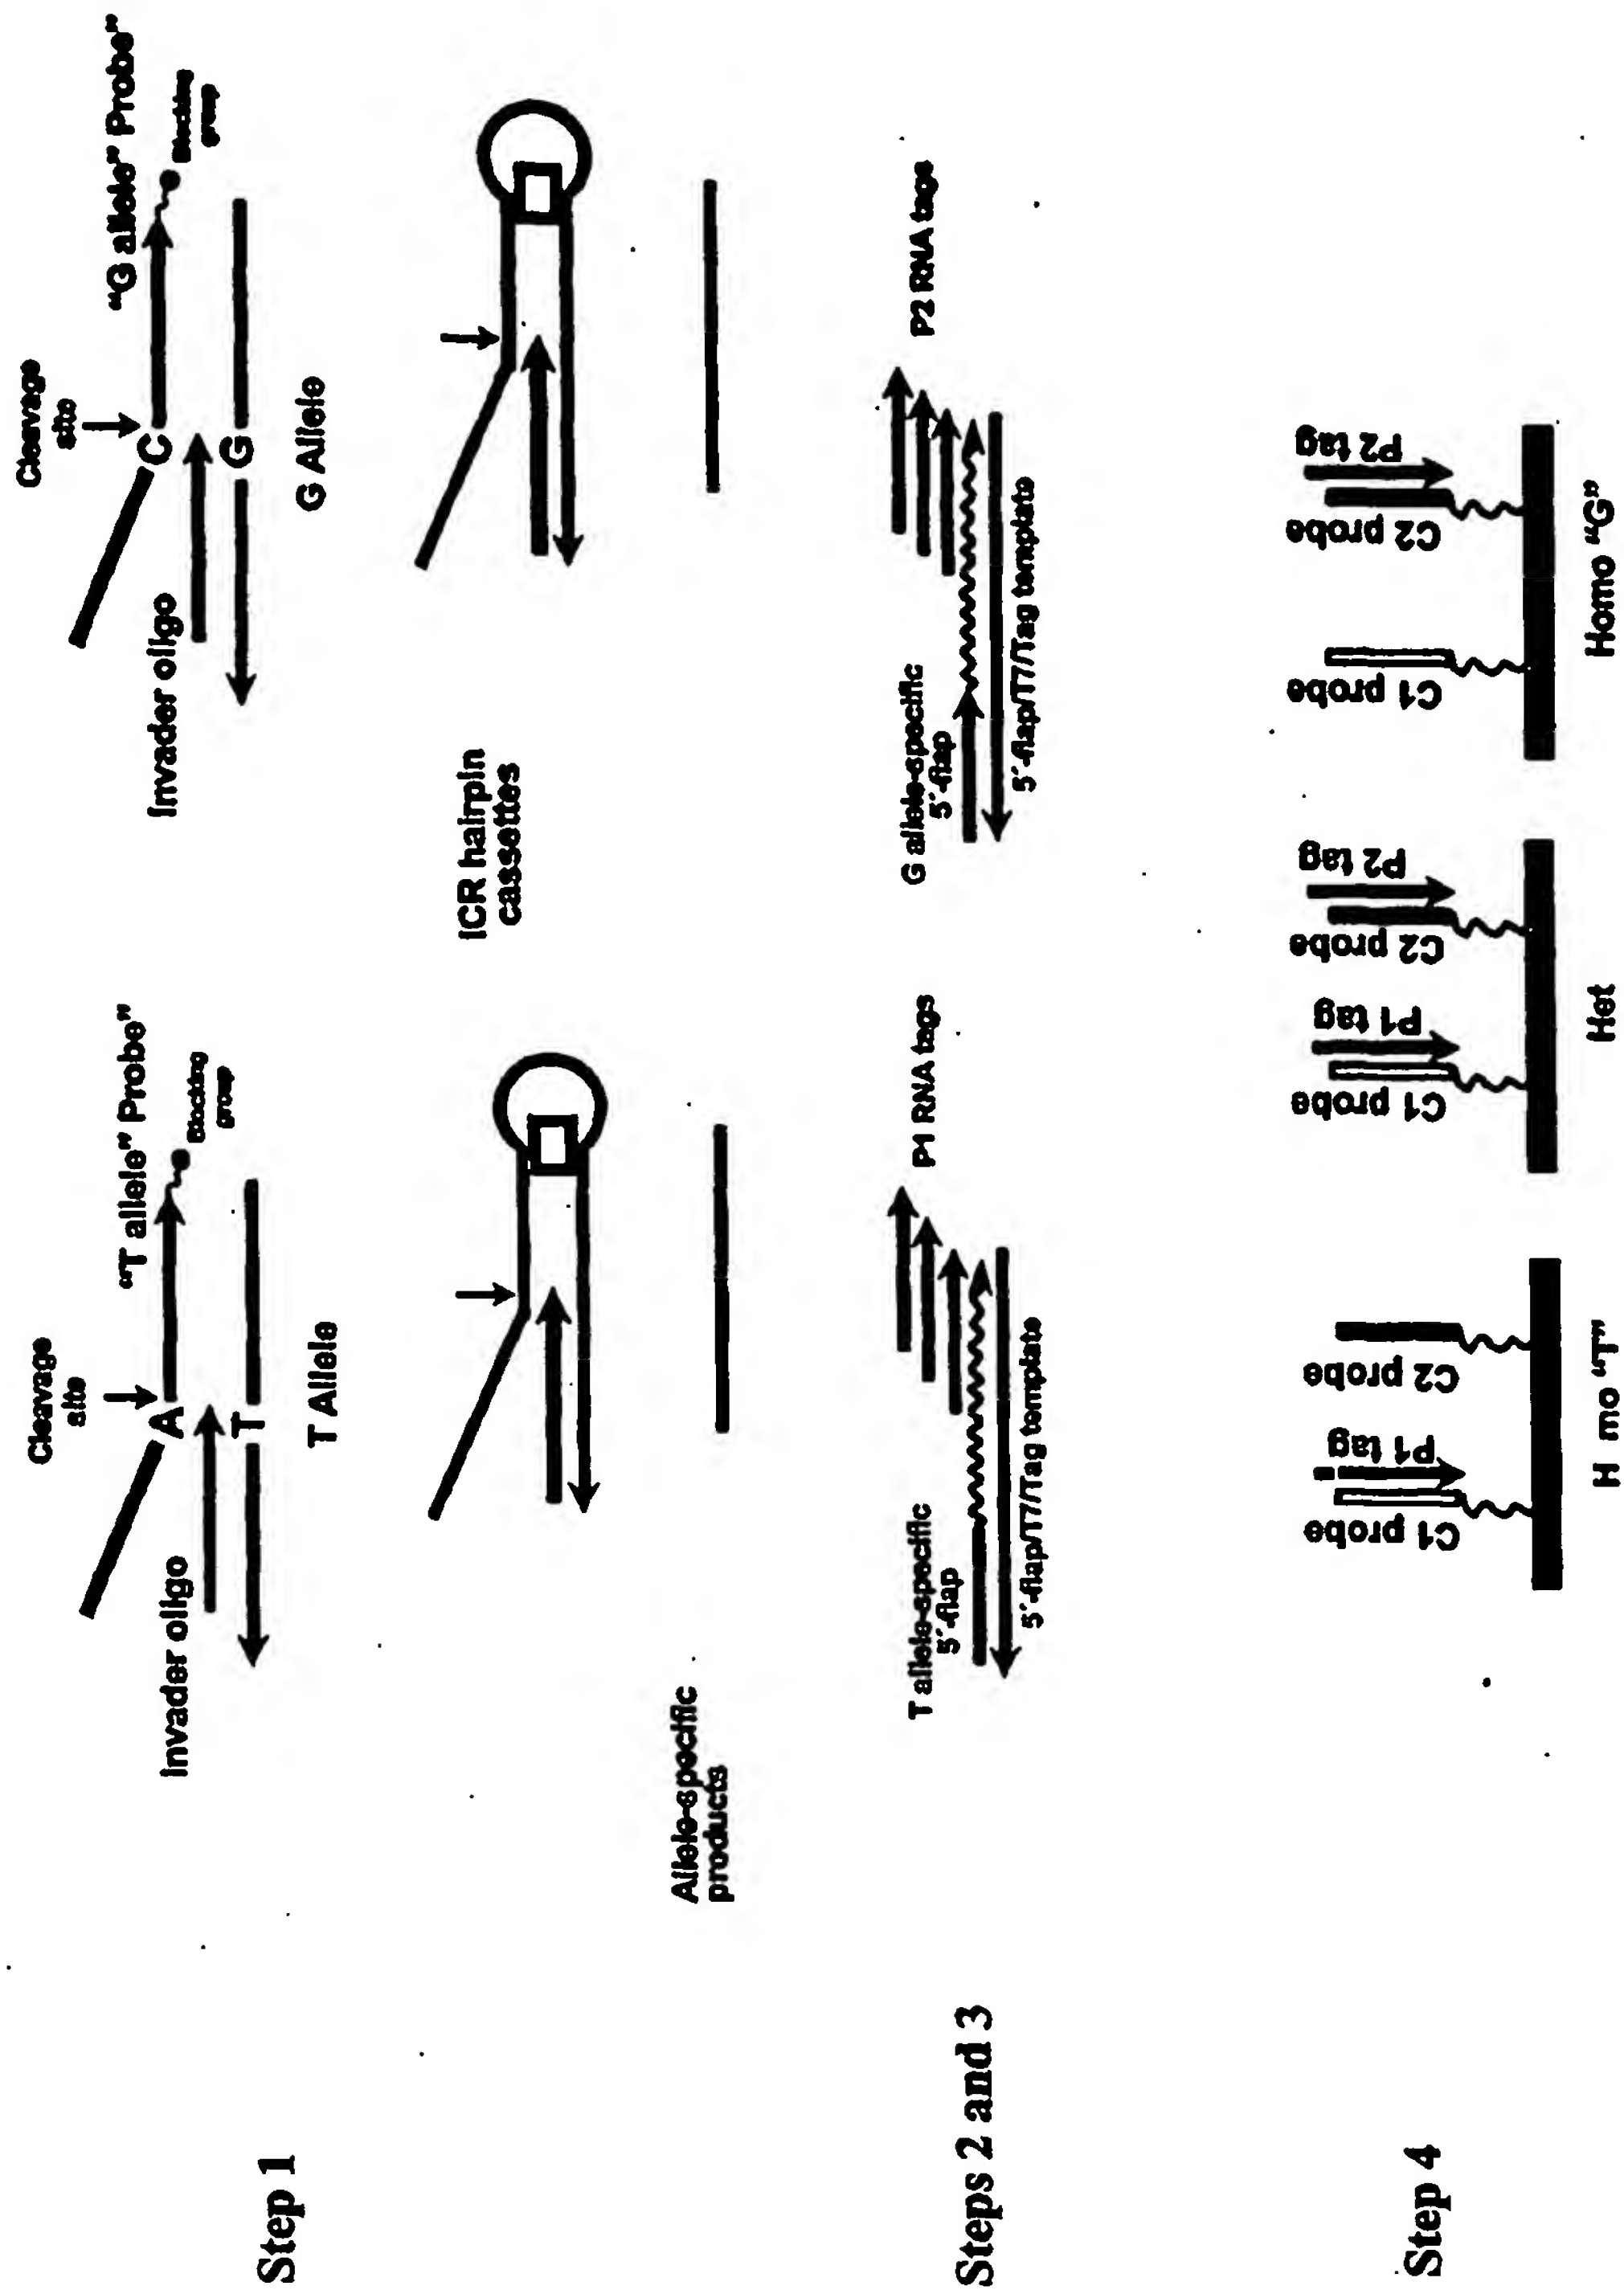 Step 1
Cleavage
site
"T allele" Probe"
Blocking
group
A
Invader oligo
T
T Allele
Cleavage
site
"G allele" Probe"
Blocking
group
C
Invader oligo
G
G Allele
ICR hairpin
cassettes
Allele-specific
products
Steps 2 and 3
T allele-specific
5´-flap
P1 RNA tags
5´-flap/T7/Tag template
G allele-specific
5´-flap
P2 RNA tags
5´-flap/T7/Tag template
Step 4
C1 probe
P1 tag
C2 probe
H mo "T"
C1 probe
P1 tag
C2 probe
P2 tag
Het
C1 probe
C2 probe
P2 tag
Homo "G"